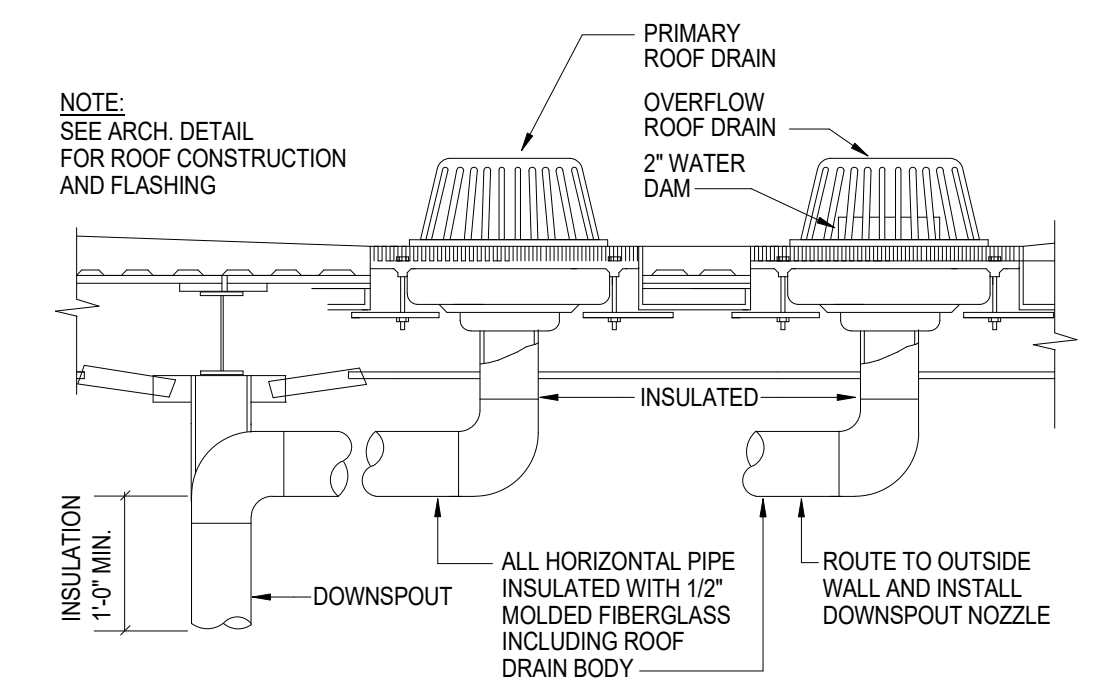 PRIMARY
ROOF DRAIN
NOTE:
SEE ARCH. DETAIL
FOR ROOF CONSTRUCTION
AND FLASHING
OVERFLOW
ROOF DRAIN
2" WATER
DAM
INSULATED
INSULATION
1'-0" MIN.
DOWNSPOUT
ALL HORIZONTAL PIPE
INSULATED WITH 1/2"
MOLDED FIBERGLASS
INCLUDING ROOF
DRAIN BODY
ROUTE TO OUTSIDE
WALL AND INSTALL
DOWNSPOUT NOZZLE